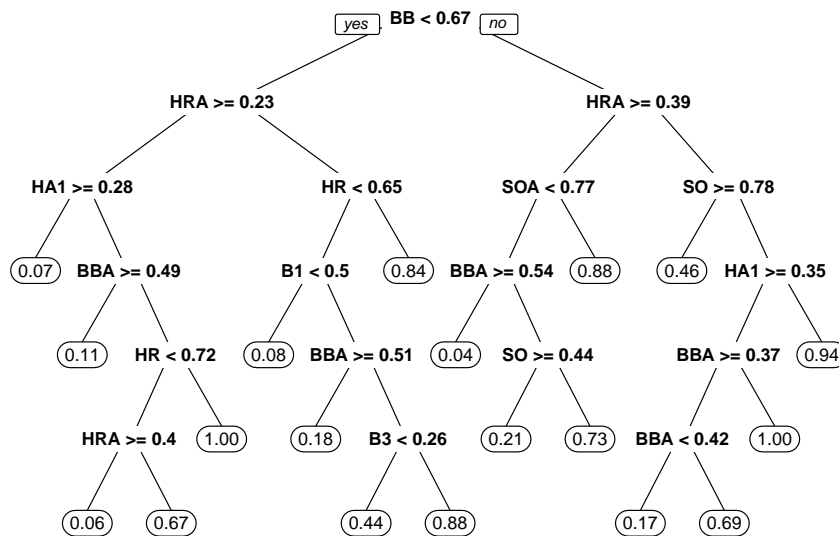 yes BB < 0.67 no
HRA >= 0.23 HRA >= 0.39
HA1 >= 0.28 HR < 0.65 SOA < 0.77 SO >= 0.78
0.07 BBA >= 0.49 B1 < 0.5 0.84 BBA >= 0.54 0.88 0.46 HA1 >= 0.35
0.11 HR < 0.72 0.08 BBA >= 0.51 0.04 SO >= 0.44 BBA >= 0.37 0.94
HRA >= 0.4 1.00 0.18 B3 < 0.26 0.21 0.73 BBA < 0.42 1.00
0.06 0.67 0.44 0.88 0.17 0.69